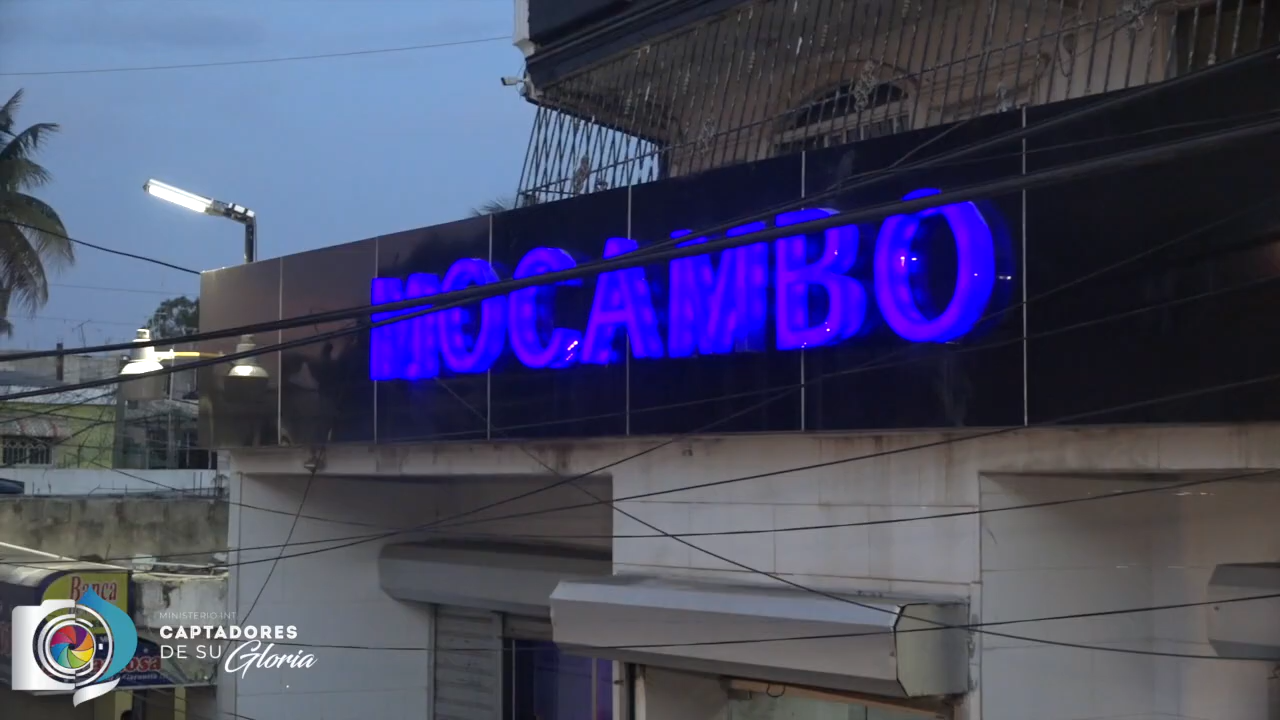 MOCAMBO
Banca
MINISTERIO INT.
CAPTADORES
DE SU Gloria